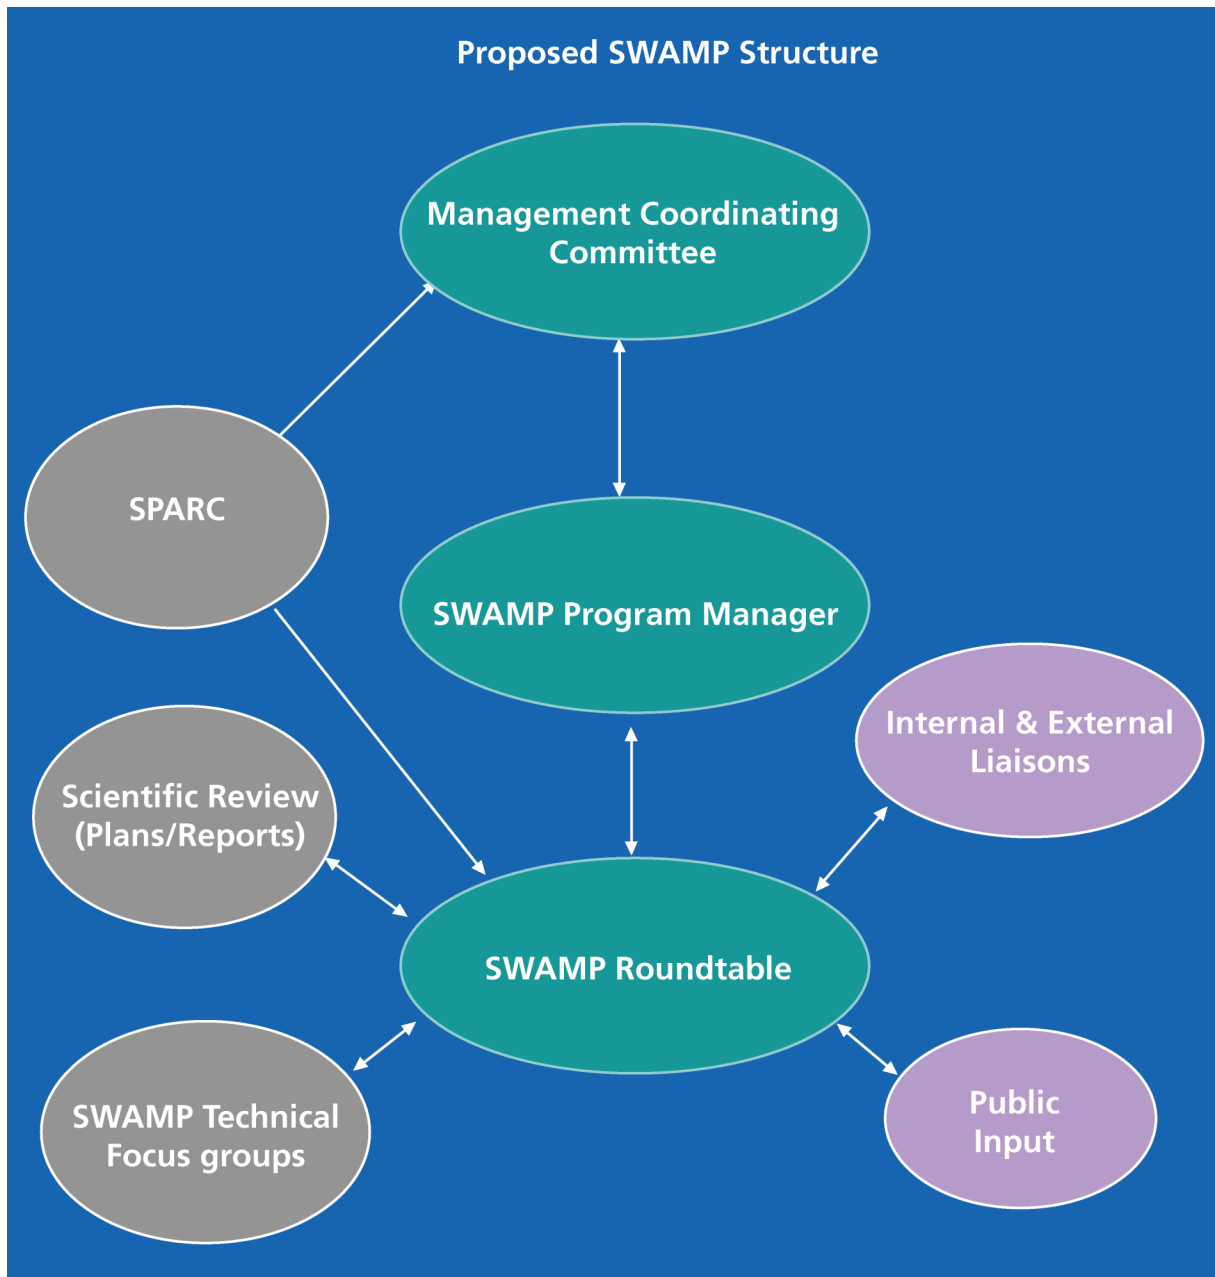 Proposed SWAMP Structure
Management Coordinating
Committee
SPARC
SWAMP Program Manager
Internal & External
Liaisons
Scientific Review
(Plans/Reports)
SWAMP Roundtable
SWAMP Technical
Focus groups
Public
Input